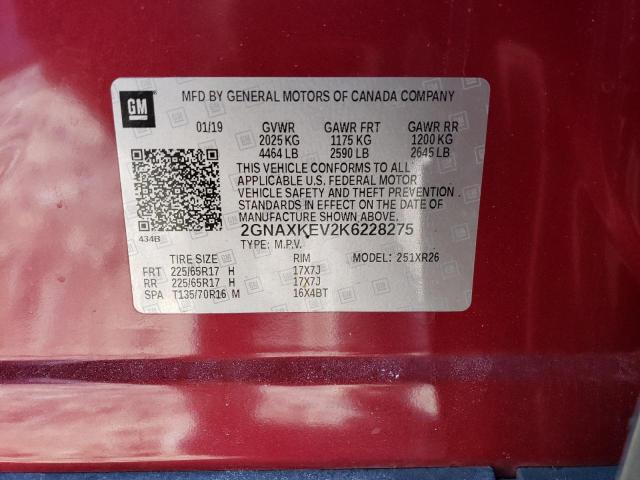 GM
MFD BY GENERAL MOTORS OF CANADA COMPANY
01/19 GVWR GAWR FRT GAWR RR
2025 KG 1175 KG 1200 KG
4464 LB 2590 LB 2645 LB
THIS VEHICLE CONFORMS TO ALL
APPLICABLE U.S. FEDERAL MOTOR
VEHICLE SAFETY AND THEFT PREVENTION
STANDARDS IN EFFECT ON THE DATE OF
MANUFACTURE SHOWN ABOVE.
434B 2GNAXKEV2K6228275
TYPE: M.P.V.
TIRE SIZE RIM MODEL: 251XR26
FRT 225/65R17 H 17X7J
RR 225/65R17 H 17X7J
SPA T135/70R16 M 16X4BT